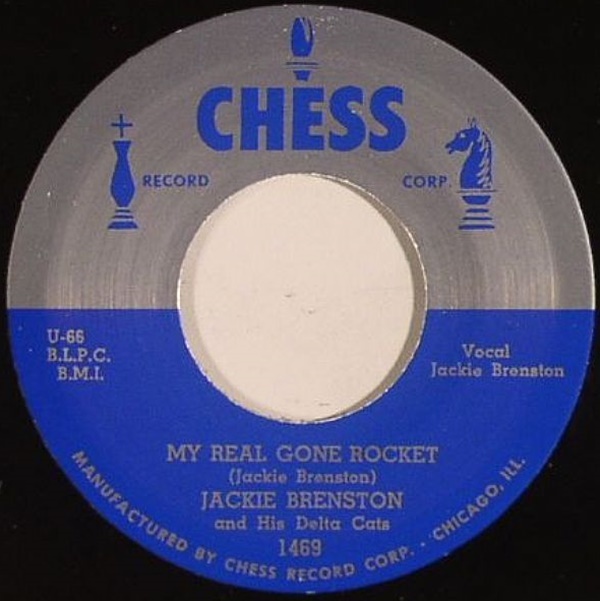 CHESS
RECORD CORP.
U-66
B.L.P.C.
B.M.I.
Vocal
Jackie Brenston
MY REAL GONE ROCKET
(Jackie Brenston)
JACKIE BRENSTON
and His Delta Cats
1469
MANUFACTURED BY CHESS RECORD CORP. · CHICAGO, ILL.